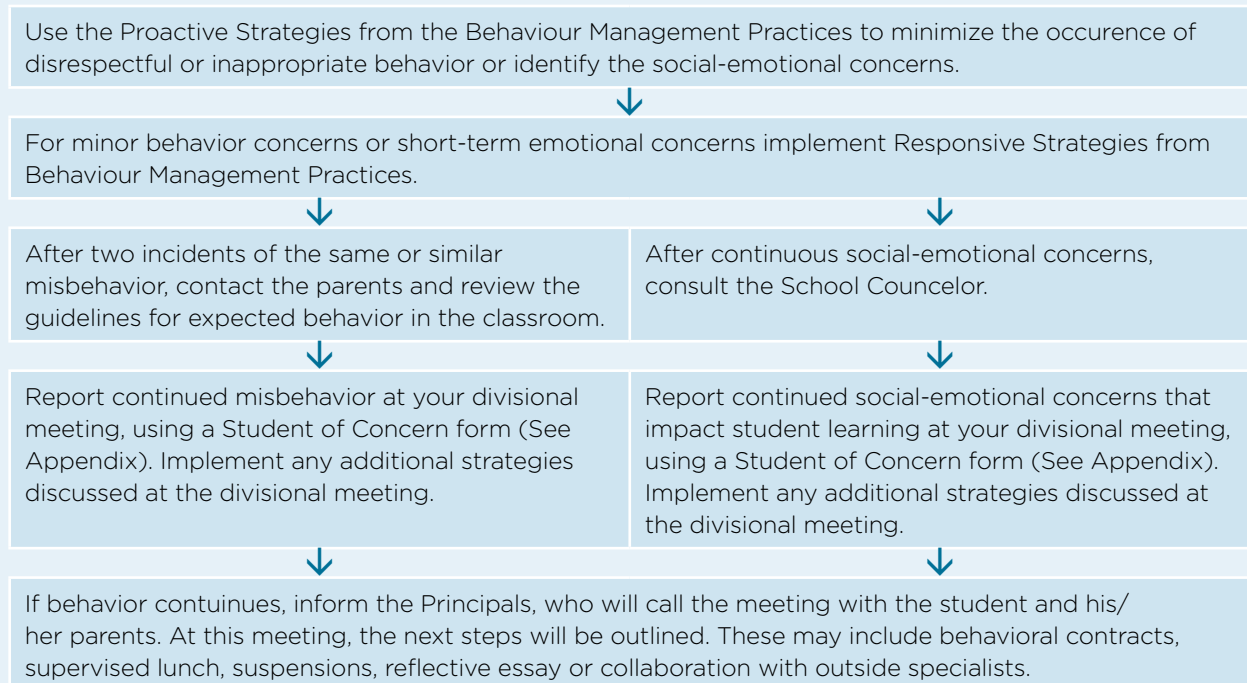 Use the Proactive Strategies from the Behaviour Management Practices to minimize the occurence of
disrespectful or inappropriate behavior or identify the social-emotional concerns.
For minor behavior concerns or short-term emotional concerns implement Responsive Strategies from
Behaviour Management Practices.
After two incidents of the same or similar
misbehavior, contact the parents and review the
guidelines for expected behavior in the classroom.
After continuous social-emotional concerns,
consult the School Councelor.
Report continued misbehavior at your divisional
meeting, using a Student of Concern form (See
Appendix). Implement any additional strategies
discussed at the divisional meeting.
Report continued social-emotional concerns that
impact student learning at your divisional meeting,
using a Student of Concern form (See Appendix).
Implement any additional strategies discussed at
the divisional meeting.
If behavior contuinues, inform the Principals, who will call the meeting with the student and his/
her parents. At this meeting, the next steps will be outlined. These may include behavioral contracts,
supervised lunch, suspensions, reflective essay or collaboration with outside specialists.